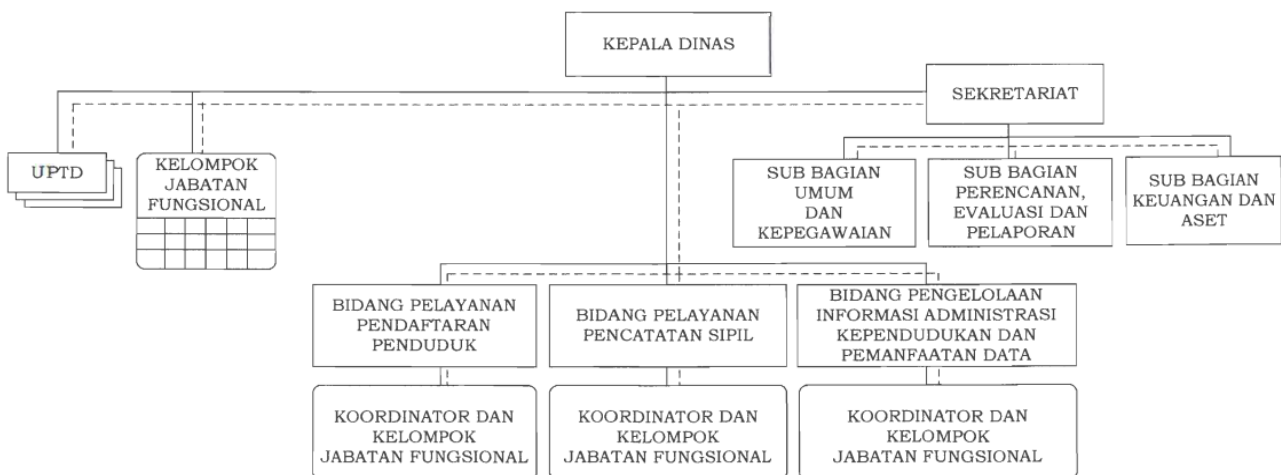 KEPALA DINAS
SEKRETARIAT
UPTD
KELOMPOK
JABATAN
FUNGSIONAL
SUB BAGIAN
UMUM
DAN
KEPEGAWAIAN
SUB BAGIAN
PERENCANAN,
EVALUASI DAN
PELAPORAN
SUB BAGIAN
KEUANGAN DAN
ASET
BIDANG PELAYANAN
PENDAFTARAN
PENDUDUK
BIDANG PELAYANAN
PENCATATAN SIPIL
BIDANG PENGELOLAAN
INFORMASI ADMINISTRASI
KEPENDUDUKAN DAN
PEMANFAATAN DATA
KOORDINATOR DAN
KELOMPOK
JABATAN FUNGSIONAL
KOORDINATOR DAN
KELOMPOK
JABATAN FUNGSIONAL
KOORDINATOR DAN
KELOMPOK
JABATAN FUNGSIONAL